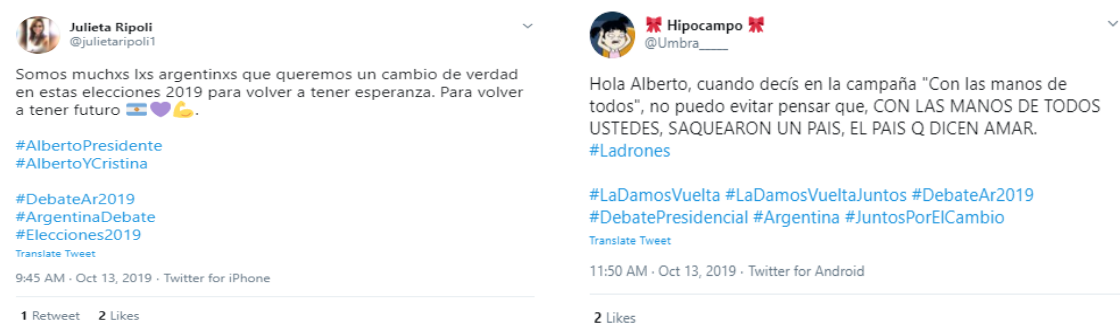 Julieta Ripoli
@julietaripoli1
Somos muchxs lxs argentinxs que queremos un cambio de verdad
en estas elecciones 2019 para volver a tener esperanza. Para volver
a tener futuro 🇦🇷💜💪.
#AlbertoPresidente
#AlbertoYCristina
#DebateAr2019
#ArgentinaDebate
#Elecciones2019
Translate Tweet
9:45 AM · Oct 13, 2019 · Twitter for iPhone
1 Retweet 2 Likes
🎀 Hipocampo 🎀
@Umbra_____
Hola Alberto, cuando decís en la campaña "Con las manos de
todos", no puedo evitar pensar que, CON LAS MANOS DE TODOS
USTEDES, SAQUEARON UN PAIS, EL PAIS Q DICEN AMAR.
#Ladrones
#LaDamosVuelta #LaDamosVueltaJuntos #DebateAr2019
#DebatePresidencial #Argentina #JuntosPorElCambio
Translate Tweet
11:50 AM · Oct 13, 2019 · Twitter for Android
2 Likes